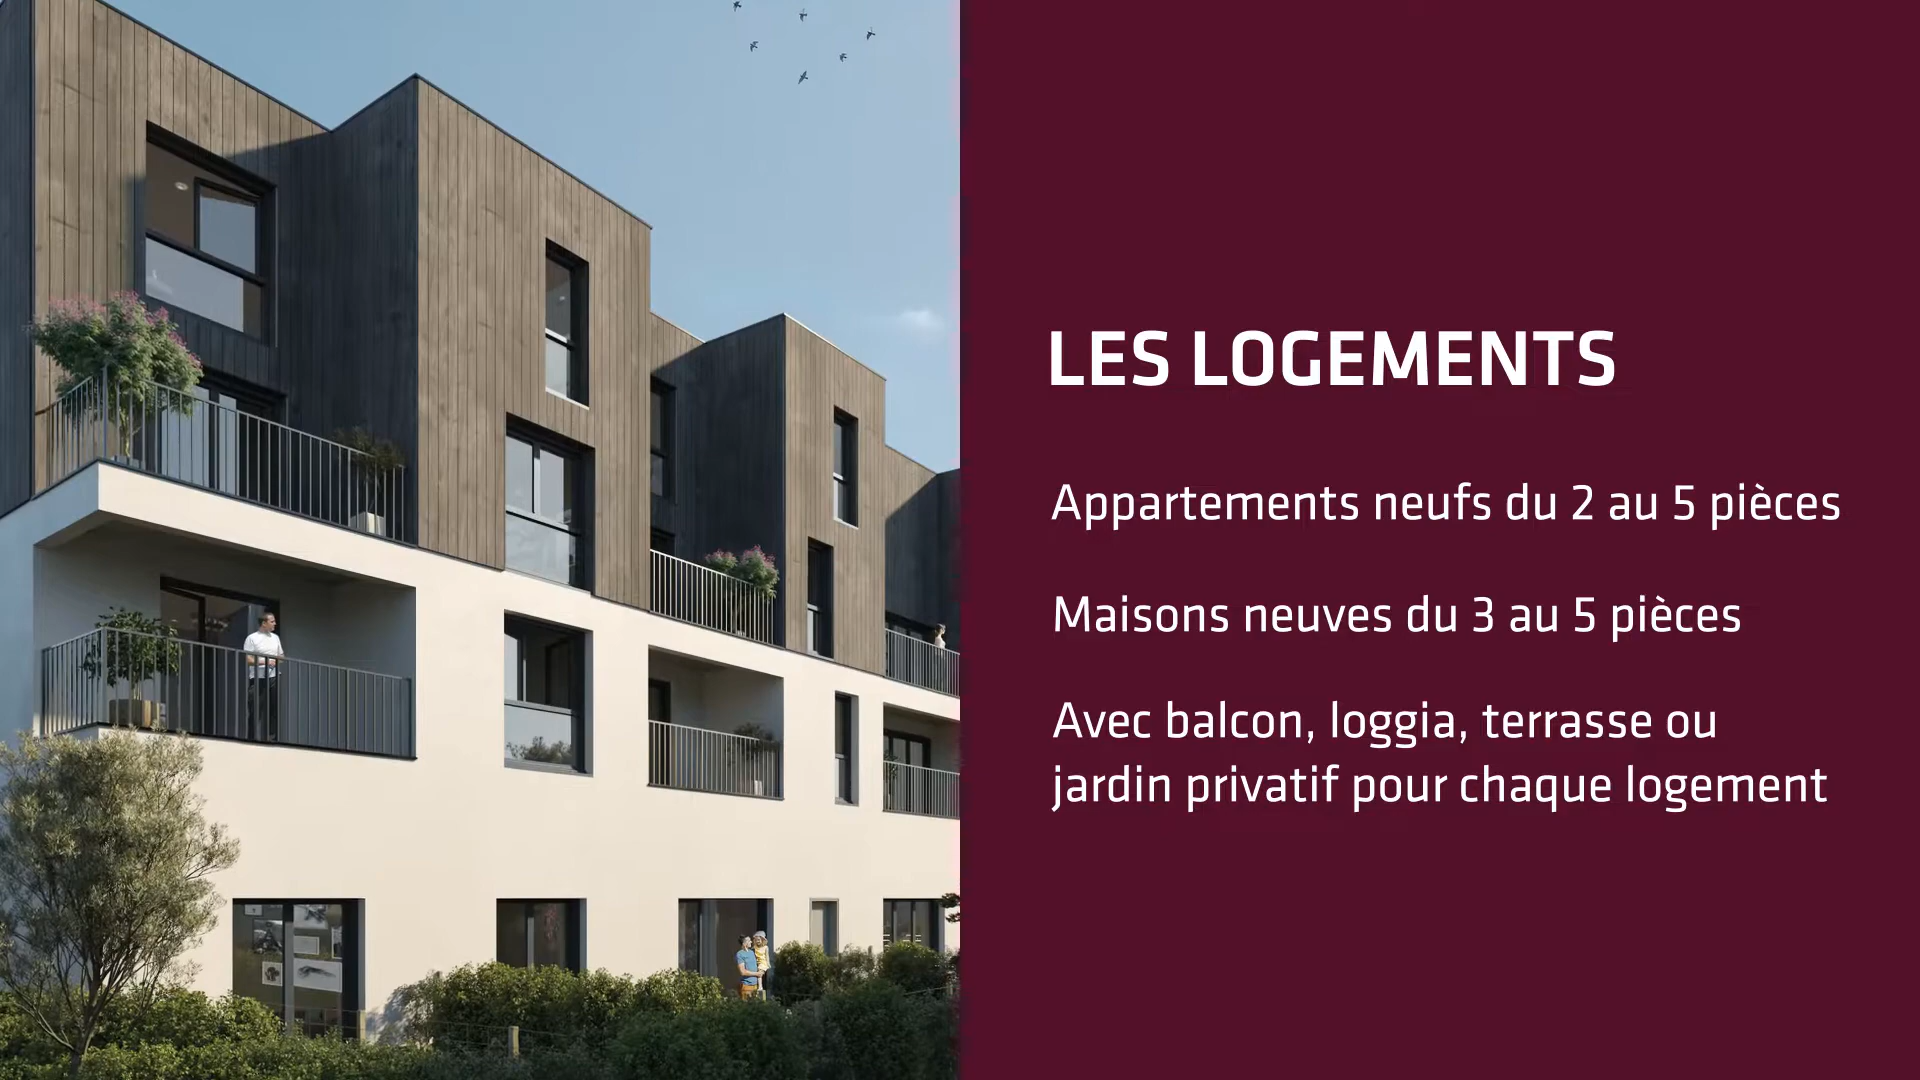 LES LOGEMENTS
Appartements neufs du 2 au 5 pièces
Maisons neuves du 3 au 5 pièces
Avec balcon, loggia, terrasse ou
jardin privatif pour chaque logement